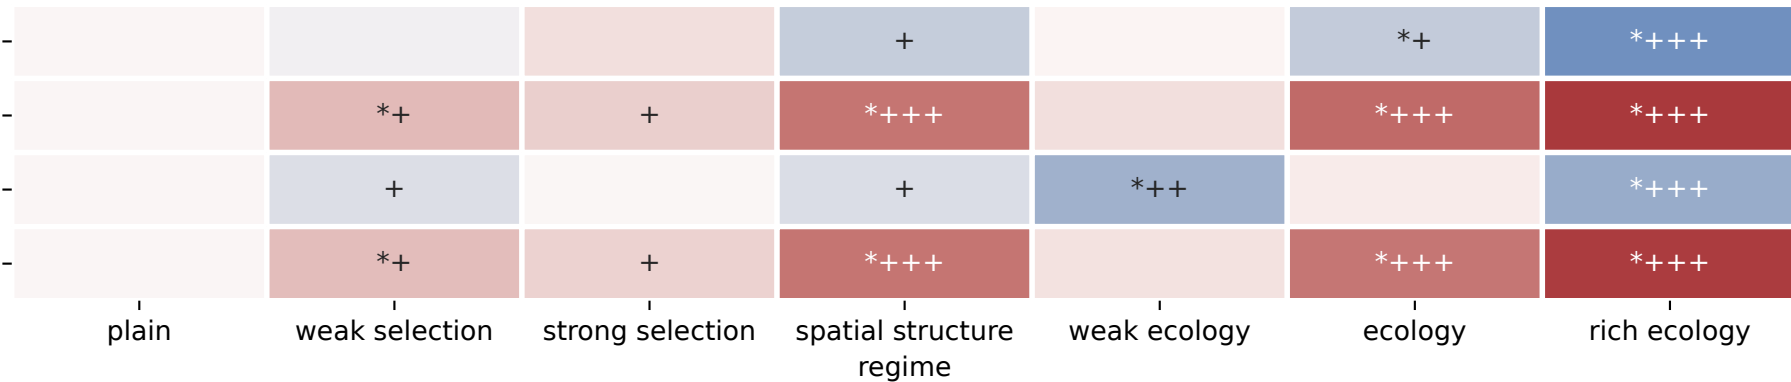 + *+ *+++
*+ + *+++ *+++ *+++
+ + *++ *+++
*+ + *+++ *+++ *+++
plain weak selection strong selection spatial structure weak ecology ecology rich ecology
regime